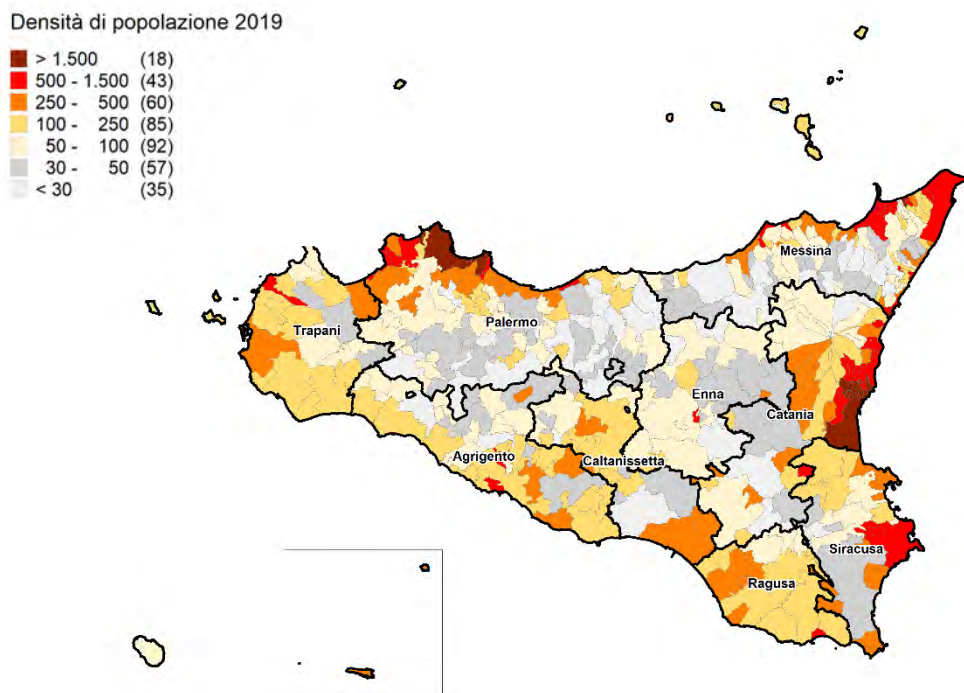 Densità di popolazione 2019
> 1.500 (18)
500 - 1.500 (43)
250 - 500 (60)
100 - 250 (85)
50 - 100 (92)
30 - 50 (57)
< 30 (35)
Messina
Palermo
Trapani
Enna
Catania
Agrigento
Caltanissetta
Siracusa
Ragusa